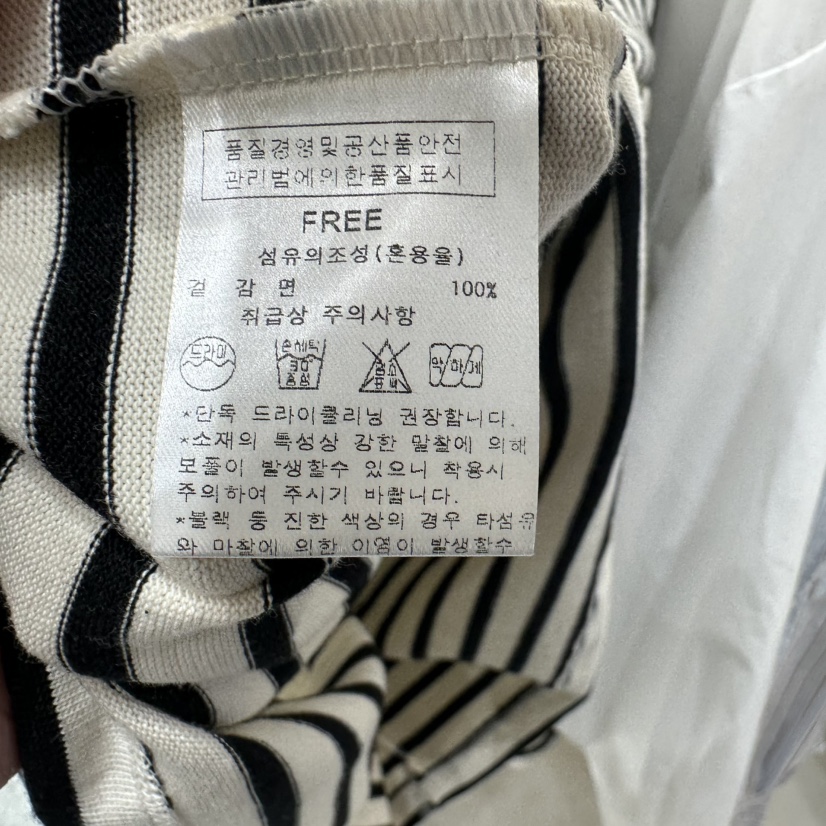 품질경영및공산품안전
관리법에의한품질표시
FREE
섬유의조성(혼용율)
겉 감 면 100%
취급상 주의사항
드라이 손세탁 30° 중성 염소표백 약하게
*단독 드라이클리닝 권장합니다.
*소재의 특성상 강한 마찰에 의해
보풀이 발생할수 있으니 착용시
주의하여 주시기 바랍니다.
*블랙 등 진한 색상의 경우 타섬유
와 마찰에 의한 이염이 발생할수